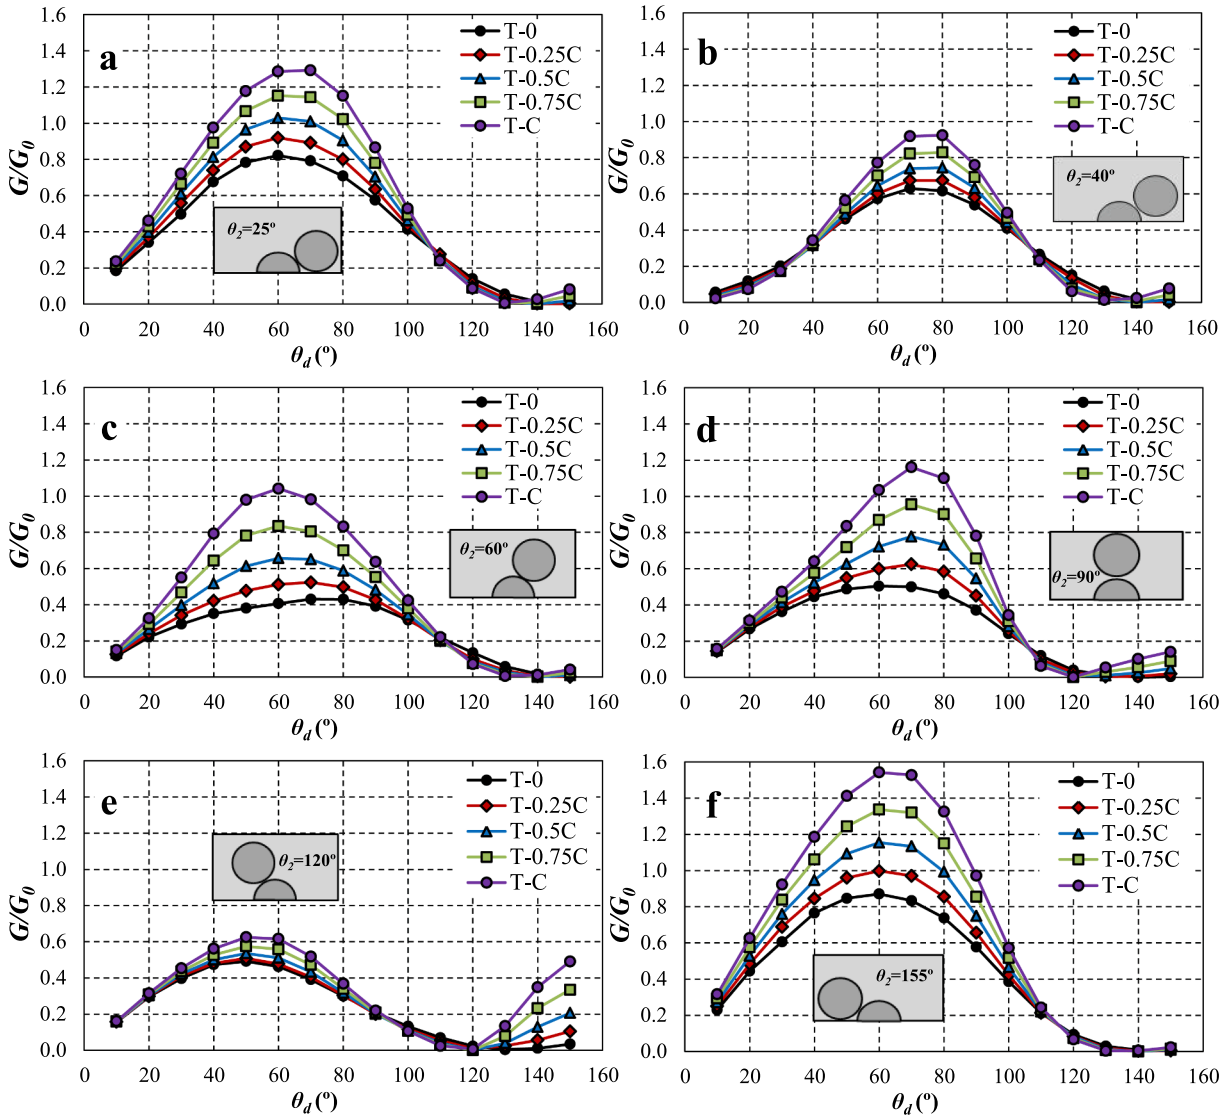 a
G/G0
1.6
1.4
1.2
1.0
0.8
0.6
0.4
0.2
0.0
0 20 40 60 80 100 120 140 160
θd (º)
T-0
T-0.25C
T-0.5C
T-0.75C
T-C
θ2=25º
b
G/G0
1.6
1.4
1.2
1.0
0.8
0.6
0.4
0.2
0.0
0 20 40 60 80 100 120 140 160
θd (º)
T-0
T-0.25C
T-0.5C
T-0.75C
T-C
θ2=40º
c
G/G0
1.6
1.4
1.2
1.0
0.8
0.6
0.4
0.2
0.0
0 20 40 60 80 100 120 140 160
θd (º)
T-0
T-0.25C
T-0.5C
T-0.75C
T-C
θ2=60º
d
G/G0
1.6
1.4
1.2
1.0
0.8
0.6
0.4
0.2
0.0
0 20 40 60 80 100 120 140 160
θd (º)
T-0
T-0.25C
T-0.5C
T-0.75C
T-C
θ2=90º
e
G/G0
1.6
1.4
1.2
1.0
0.8
0.6
0.4
0.2
0.0
0 20 40 60 80 100 120 140 160
θd (º)
T-0
T-0.25C
T-0.5C
T-0.75C
T-C
θ2=120º
f
G/G0
1.6
1.4
1.2
1.0
0.8
0.6
0.4
0.2
0.0
0 20 40 60 80 100 120 140 160
θd (º)
T-0
T-0.25C
T-0.5C
T-0.75C
T-C
θ2=155º